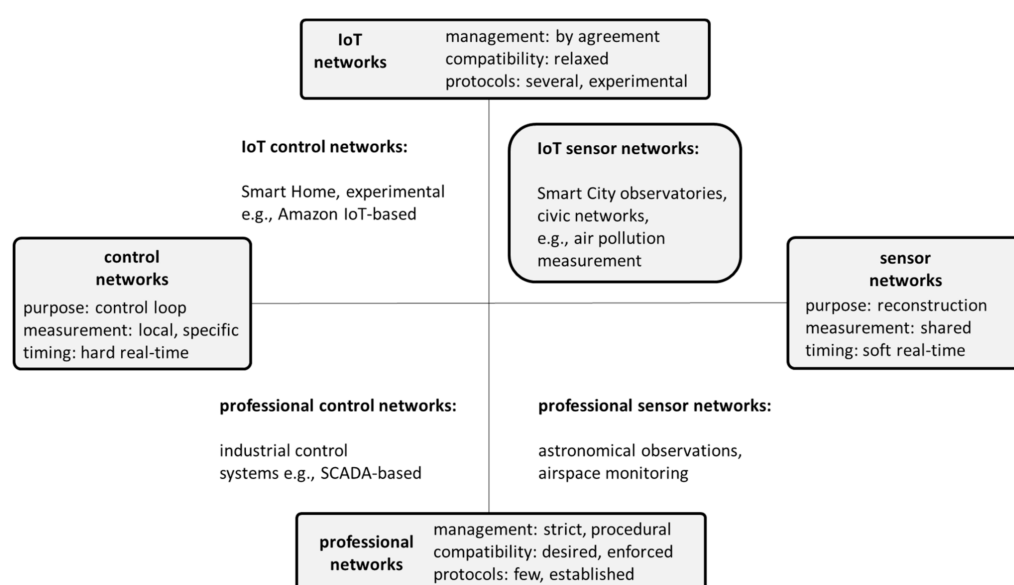 IoT
networks
management: by agreement
compatibility: relaxed
protocols: several, experimental
IoT control networks:
Smart Home, experimental
e.g., Amazon IoT-based
IoT sensor networks:
Smart City observatories,
civic networks,
e.g., air pollution
measurement
control
networks
purpose: control loop
measurement: local, specific
timing: hard real-time
sensor
networks
purpose: reconstruction
measurement: shared
timing: soft real-time
professional control networks:
industrial control
systems e.g., SCADA-based
professional sensor networks:
astronomical observations,
airspace monitoring
professional
networks
management: strict, procedural
compatibility: desired, enforced
protocols: few, established